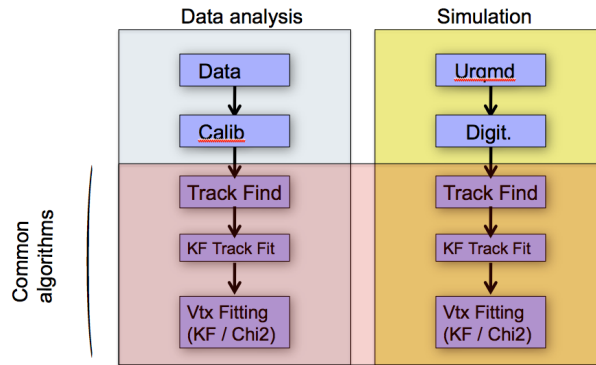 Data analysis
Simulation
Data
Urqmd
Calib
Digit.
Common
algorithms
Track Find
Track Find
KF Track Fit
KF Track Fit
Vtx Fitting
(KF / Chi2)
Vtx Fitting
(KF / Chi2)